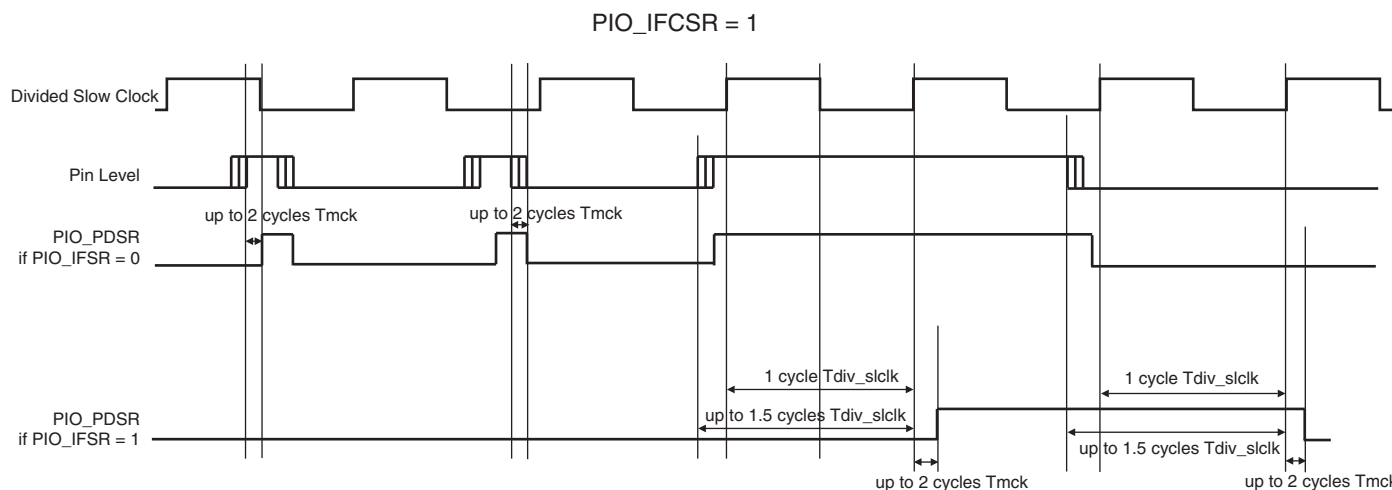 PIO_IFCSR = 1
Divided Slow Clock
Pin Level
up to 2 cycles Tmck
up to 2 cycles Tmck
PIO_PDSR
if PIO_IFSR = 0
1 cycle Tdiv_slclk
1 cycle Tdiv_slclk
PIO_PDSR
if PIO_IFSR = 1
up to 1.5 cycles Tdiv_slclk
up to 1.5 cycles Tdiv_slclk
up to 2 cycles Tmck
up to 2 cycles Tmck